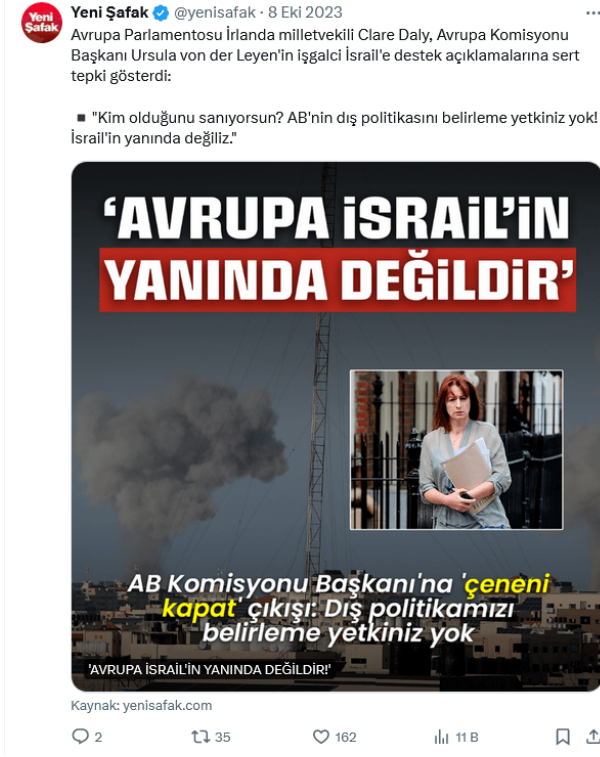 Yeni Şafak
Yeni Şafak @yenisafak · 8 Eki 2023
Avrupa Parlamentosu İrlanda milletvekili Clare Daly, Avrupa Komisyonu
Başkanı Ursula von der Leyen'in işgalci İsrail'e destek açıklamalarına sert
tepki gösterdi:
▪"Kim olduğunu sanıyorsun? AB'nin dış politikasını belirleme yetkiniz yok!
İsrail'in yanında değiliz."
'AVRUPA İSRAİL'İN
YANINDA DEĞİLDİR'
AB Komisyonu Başkanı'na 'çeneni
kapat' çıkışı: Dış politikamızı
belirleme yetkiniz yok
'AVRUPA İSRAİL'İN YANINDA DEĞİLDİR!'
Kaynak: yenisafak.com
2 35 162 11 B